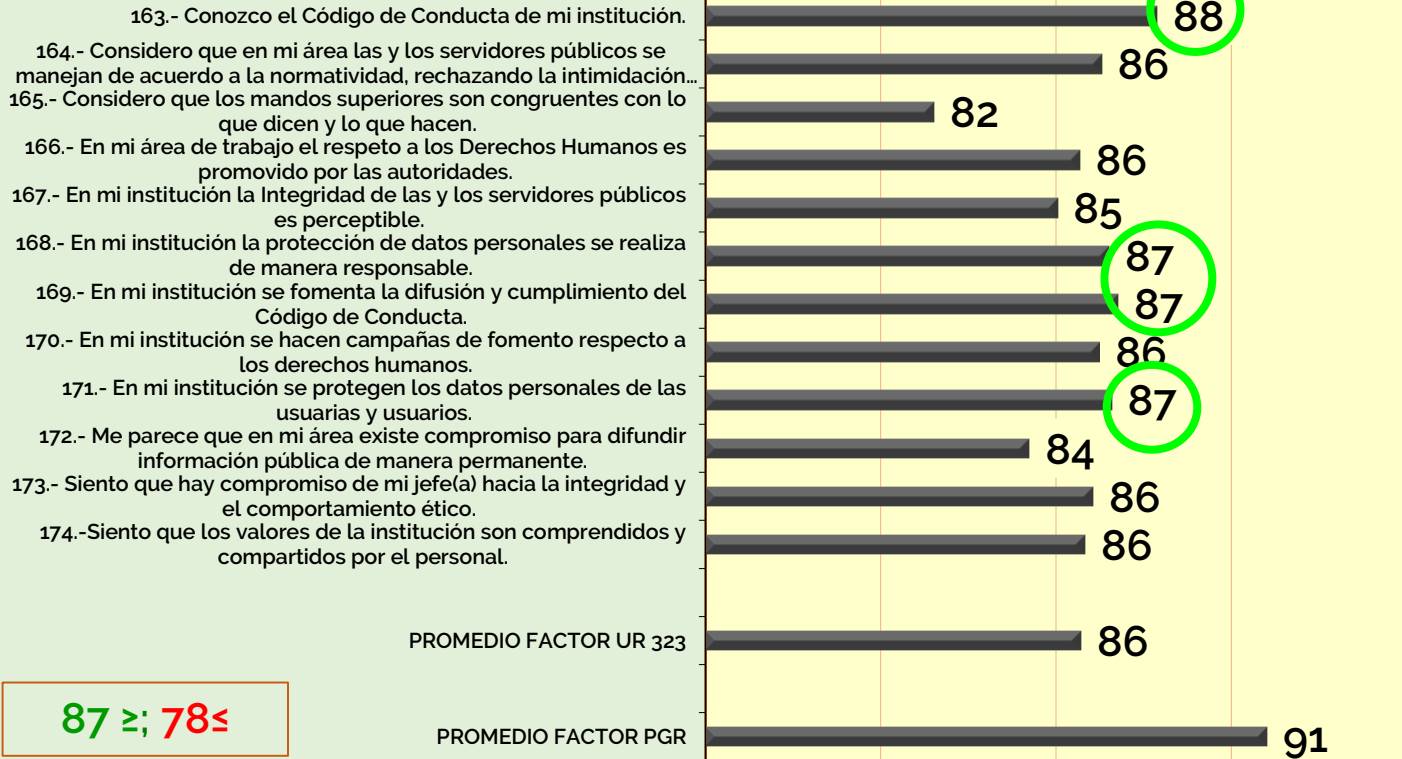 163.- Conozco el Código de Conducta de mi institución.
88
164.- Considero que en mi área las y los servidores públicos se
manejan de acuerdo a la normatividad, rechazando la intimidación…
86
165.- Considero que los mandos superiores son congruentes con lo
que dicen y lo que hacen.
82
166.- En mi área de trabajo el respeto a los Derechos Humanos es
promovido por las autoridades.
86
167.- En mi institución la Integridad de las y los servidores públicos
es perceptible.
85
168.- En mi institución la protección de datos personales se realiza
de manera responsable.
87
169.- En mi institución se fomenta la difusión y cumplimiento del
Código de Conducta.
87
170.- En mi institución se hacen campañas de fomento respecto a
los derechos humanos.
86
171.- En mi institución se protegen los datos personales de las
usuarias y usuarios.
87
172.- Me parece que en mi área existe compromiso para difundir
información pública de manera permanente.
84
173.- Siento que hay compromiso de mi jefe(a) hacia la integridad y
el comportamiento ético.
86
174.-Siento que los valores de la institución son comprendidos y
compartidos por el personal.
86
PROMEDIO FACTOR UR 323
86
87 ≥; 78≤
PROMEDIO FACTOR PGR
91